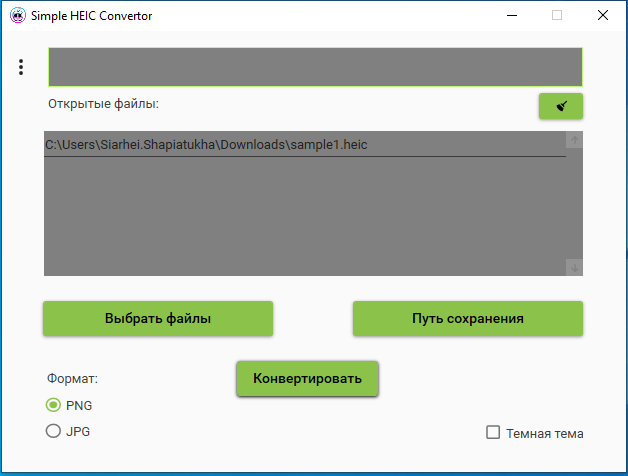 Simple HEIC Convertor
Открытые файлы:
C:\Users\Siarhei.Shapiatukha\Downloads\sample1.heic
Выбрать файлы
Путь сохранения
Формат:
Конвертировать
PNG
JPG
Темная тема